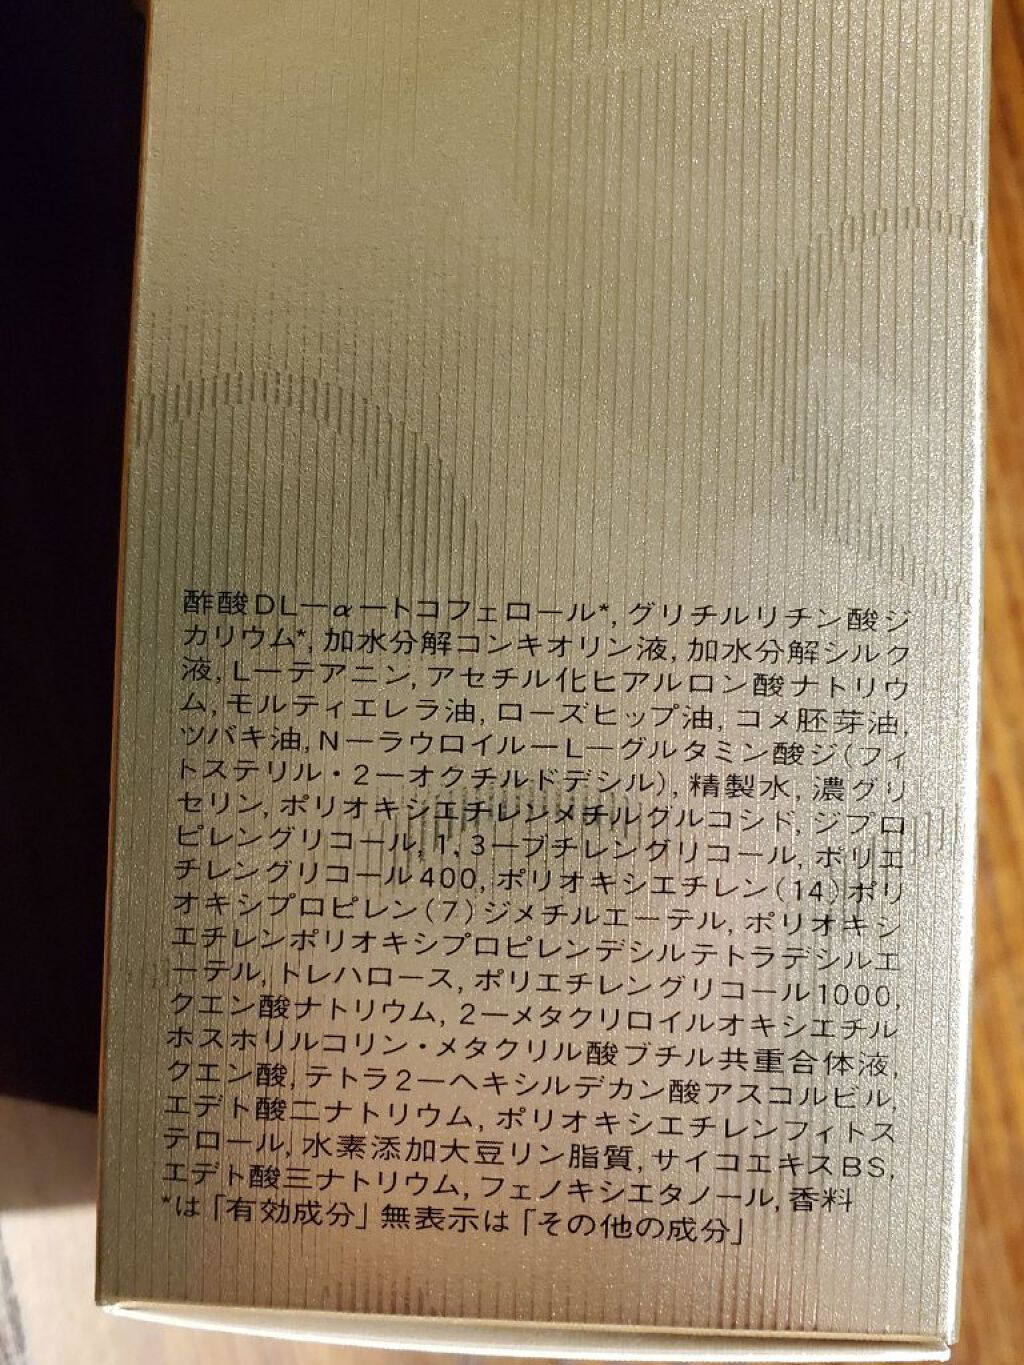 酢酸DL－α－トコフェロール*, グリチルリチン酸ジ
カリウム*, 加水分解コンキオリン液, 加水分解シルク
液, L－テアニン, アセチル化ヒアルロン酸ナトリウ
ム, モルティエレラ油, ローズヒップ油, コメ胚芽油,
ツバキ油, N－ラウロイル－L－グルタミン酸ジ(フィ
トステリル・2－オクチルドデシル), 精製水, 濃グリ
セリン, ポリオキシエチレンメチルグルコシド, ジプロ
ピレングリコール, 1, 3－ブチレングリコール, ポリエ
チレングリコール400, ポリオキシエチレン(14)ポリ
オキシプロピレン(7)ジメチルエーテル, ポリオキシ
エチレンポリオキシプロピレンデシルテトラデシルエ
ーテル, トレハロース, ポリエチレングリコール1000,
クエン酸ナトリウム, 2－メタクリロイルオキシエチル
ホスホリルコリン・メタクリル酸ブチル共重合体液,
クエン酸, テトラ2－ヘキシルデカン酸アスコルビル,
エデト酸二ナトリウム, ポリオキシエチレンフィトス
テロール, 水素添加大豆リン脂質, サイコエキスBS,
エデト酸三ナトリウム, フェノキシエタノール, 香料
*は「有効成分」無表示は「その他の成分」